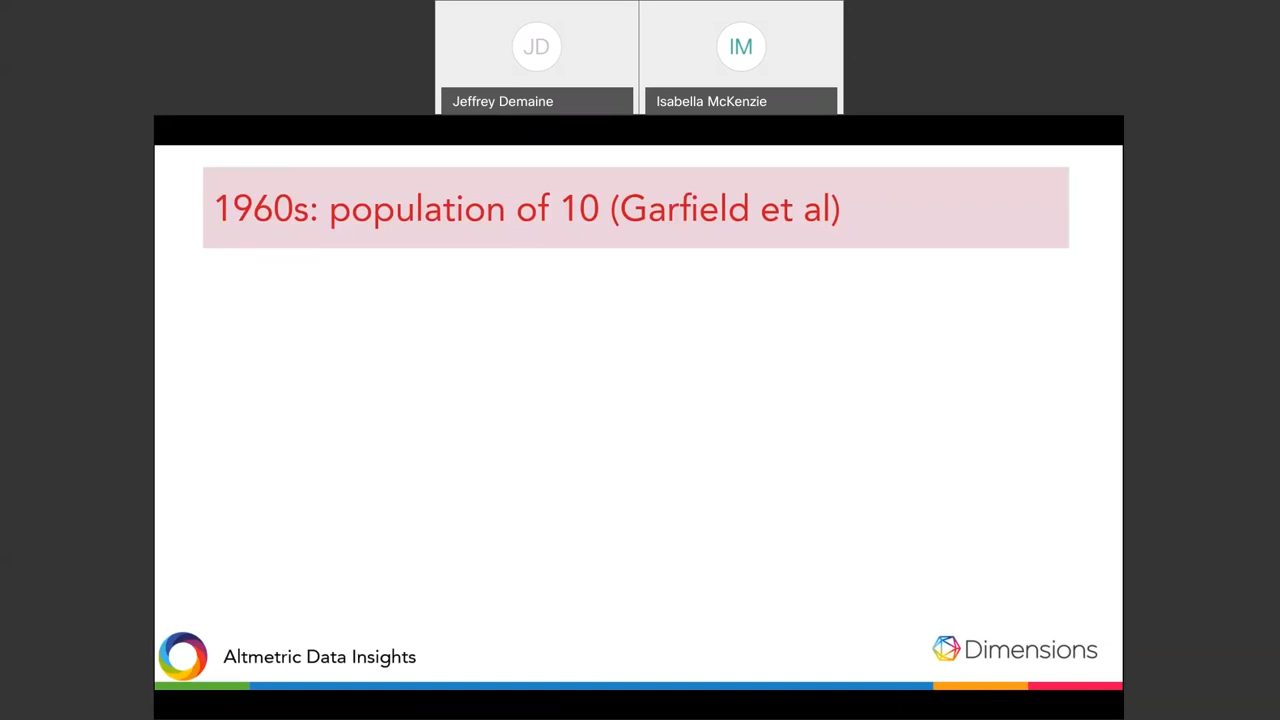 JD
IM
Jeffrey Demaine
Isabella McKenzie
1960s: population of 10 (Garfield et al)
Altmetric Data Insights
Dimensions